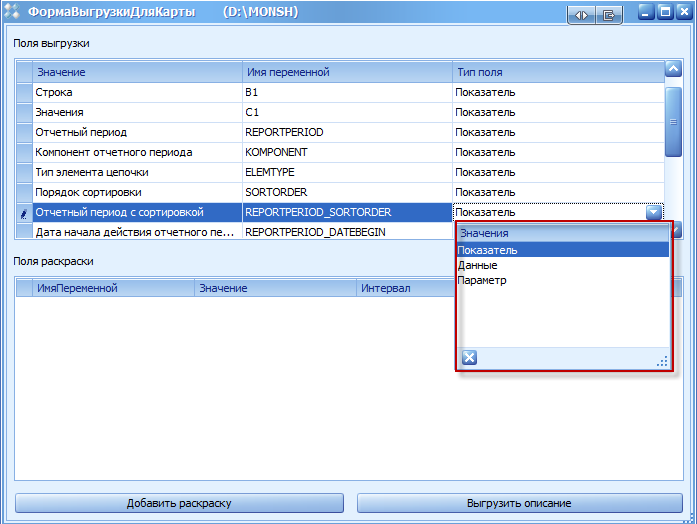 ФормаВыгрузкиДляКарты (D:\MONSH)
Поля выгрузки
Значение Имя переменной Тип поля
Строка B1 Показатель
Значения C1 Показатель
Отчетный период REPORTPERIOD Показатель
Компонент отчетного периода KOMPONENT Показатель
Тип элемента цепочки ELEMTYPE Показатель
Порядок сортировки SORTORDER Показатель
Отчетный период с сортировкой REPORTPERIOD_SORTORDER Показатель
Дата начала действия отчетного пе... REPORTPERIOD_DATEBEGIN
Значения
Показатель
Данные
Параметр
Поля раскраски
ИмяПеременной Значение Интервал
Добавить раскраску Выгрузить описание